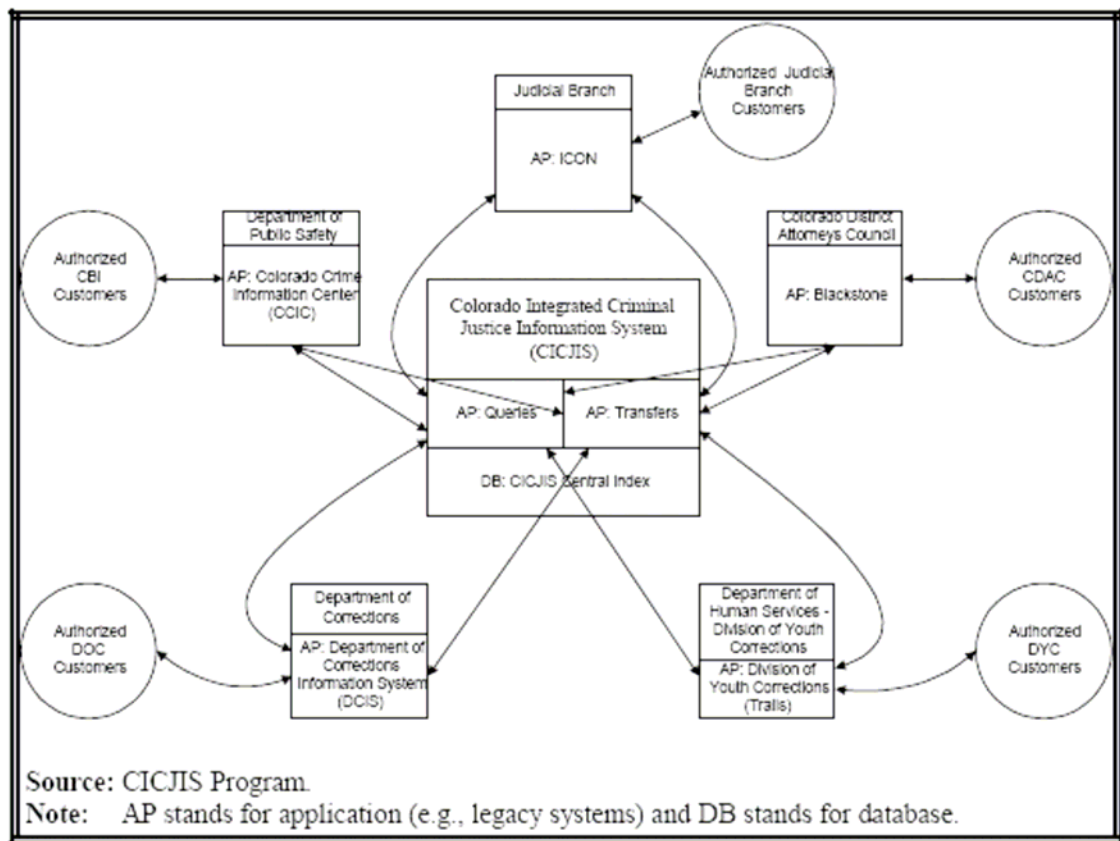 Judicial Branch
AP: ICON
Authorized Judicial
Branch
Customers
Department of
Public Safety
AP: Colorado Crime
Information Center
(CCIC)
Authorized
CBI
Customers
Colorado District
Attorneys Council
AP: Blackstone
Authorized
CDAC
Customers
Colorado Integrated Criminal
Justice Information System
(CICJIS)
AP: Queries
AP: Transfers
DB: CICJIS Central Index
Authorized
DOC
Customers
Department of
Corrections
AP: Department of
Corrections
Information System
(DCIS)
Department of
Human Services -
Division of Youth
Corrections
AP: Division of
Youth Corrections
(Trails)
Authorized
DYC
Customers
Source: CICJIS Program.
Note: AP stands for application (e.g., legacy systems) and DB stands for database.